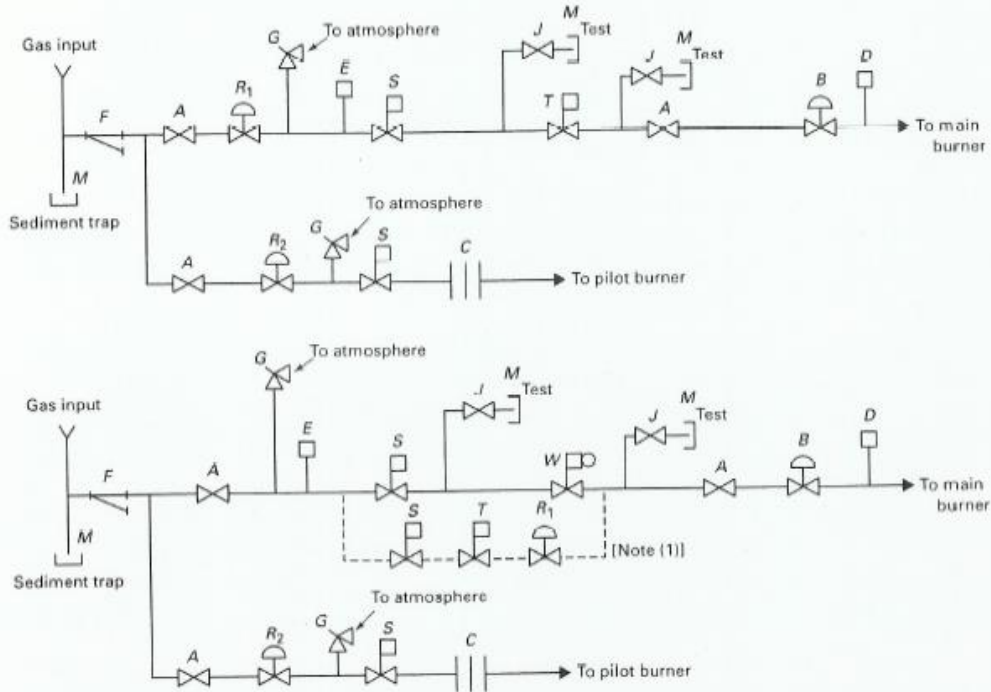 Gas input
F
M
Sediment trap
A
R1
G
To atmosphere
E
S
J
M
Test
T
J
M
Test
A
B
D
To main
burner
A
R2
G
To atmosphere
S
C
To pilot burner
Gas input
F
M
Sediment trap
A
G
To atmosphere
E
S
J
M
Test
W
J
M
Test
A
B
D
To main
burner
S
T
R1
[Note (1)]
A
R2
G
To atmosphere
S
C
To pilot burner